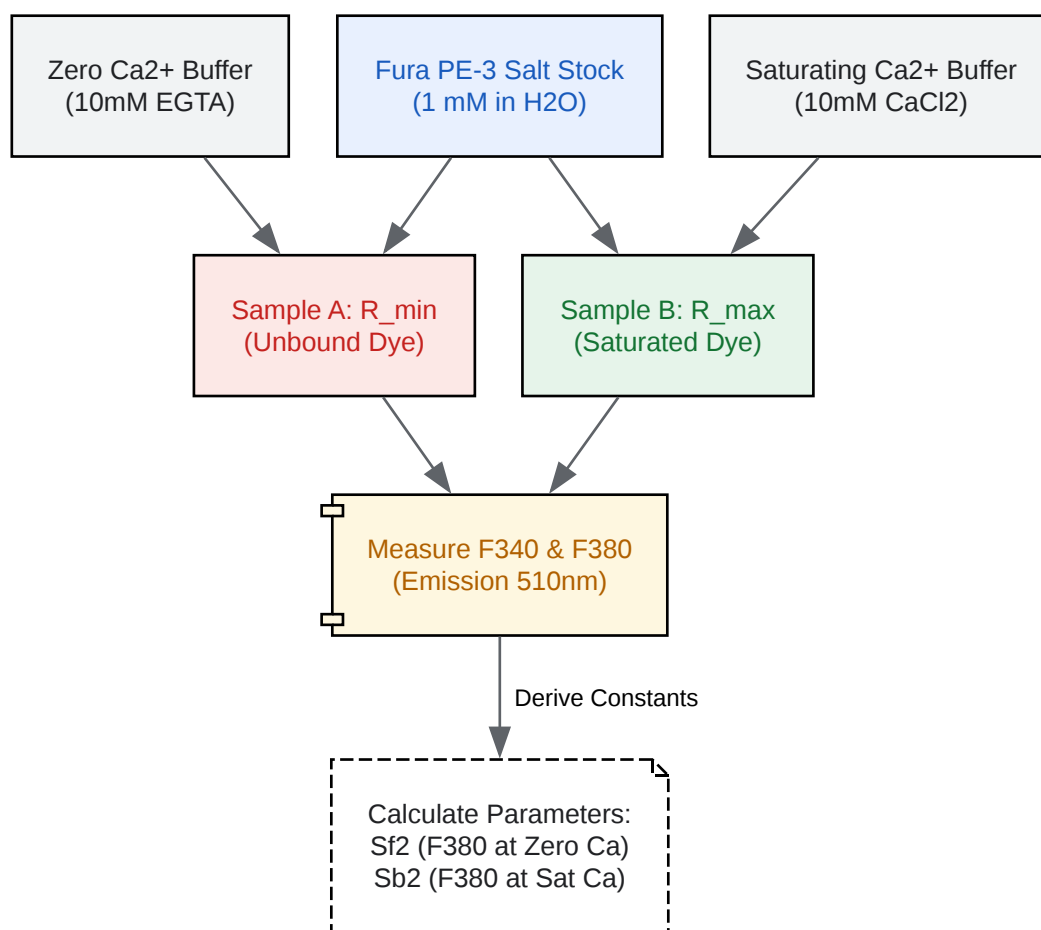 Zero Ca2+ Buffer
(10mM EGTA)
Fura PE-3 Salt Stock
(1 mM in H2O)
Saturating Ca2+ Buffer
(10mM CaCl2)
Sample A: R_min
(Unbound Dye)
Sample B: R_max
(Saturated Dye)
Measure F340 & F380
(Emission 510nm)
Derive Constants
Calculate Parameters:
Sf2 (F380 at Zero Ca)
Sb2 (F380 at Sat Ca)